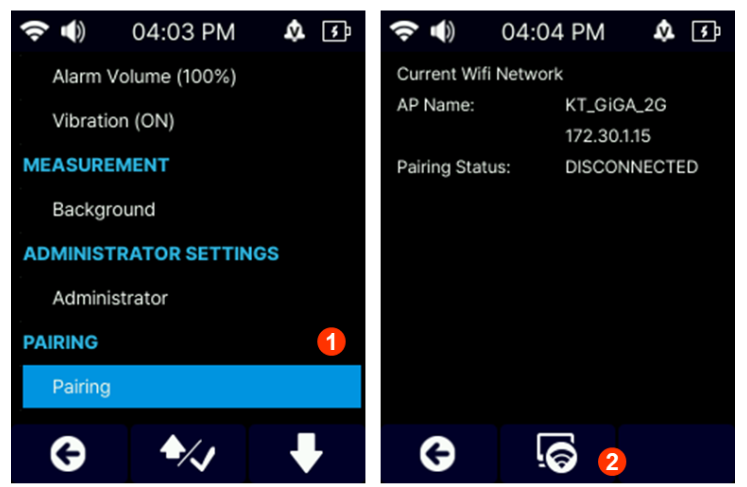 04:03 PM
Alarm Volume (100%)
Vibration (ON)
MEASUREMENT
Background
ADMINISTRATOR SETTINGS
Administrator
PAIRING
1
Pairing
04:04 PM
Current Wifi Network
AP Name: KT_GiGA_2G
172.30.1.15
Pairing Status: DISCONNECTED
2